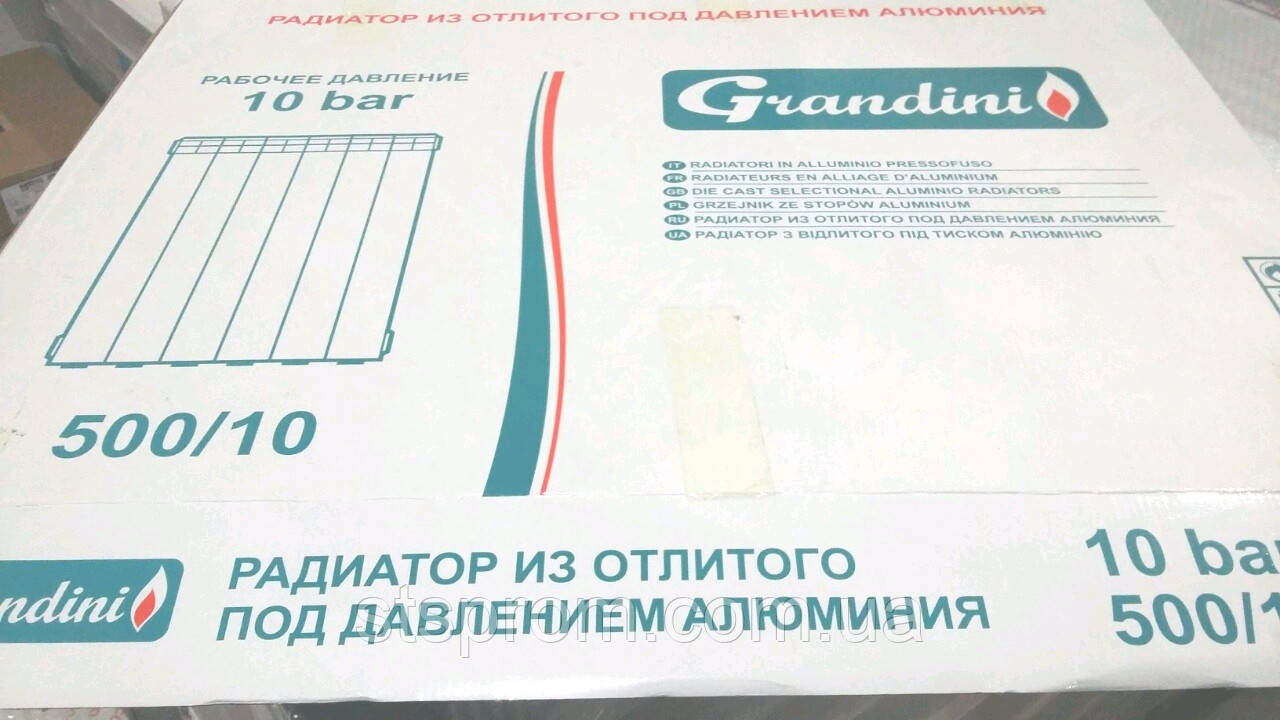 РАДИАТОР ИЗ ОТЛИТОГО ПОД ДАВЛЕНИЕМ АЛЮМИНИЯ
РАБОЧЕЕ ДАВЛЕНИЕ
10 bar
Grandini
IT RADIATORI IN ALLUMINIO PRESSOFUSO
FR RADIATEURS EN ALLIAGE D'ALUMINIUM
GB DIE CAST SELECTIONAL ALUMINIO RADIATORS
PL GRZEJNIK ZE STOPÓW ALUMINIUM
RU РАДИАТОР ИЗ ОТЛИТОГО ПОД ДАВЛЕНИЕМ АЛЮМИНИЯ
UA РАДІАТОР З ВІДЛИТОГО ПІД ТИСКОМ АЛЮМІНІЮ
500/10
ndini
РАДИАТОР ИЗ ОТЛИТОГО
ПОД ДАВЛЕНИЕМ АЛЮМИНИЯ
10 ba
500/1
stsprom.com.ua